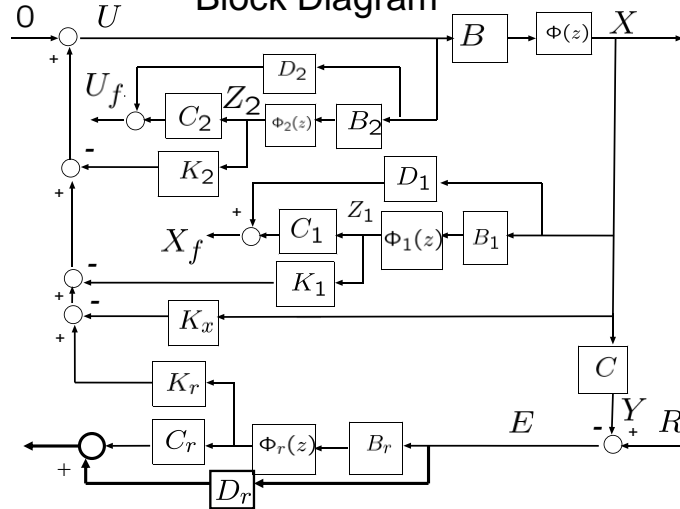 Block Diagram
0 U B Φ(z) X
+
D₂
U_f Z₂
C₂ Φ₂(z) B₂
- K₂
+
D₁
+ Z₁
X_f C₁ Φ₁(z) B₁
- K₁
+ -
K_x
+
C
K_r
Y
E - + R
C_r Φ_r(z) B_r
+
D_r